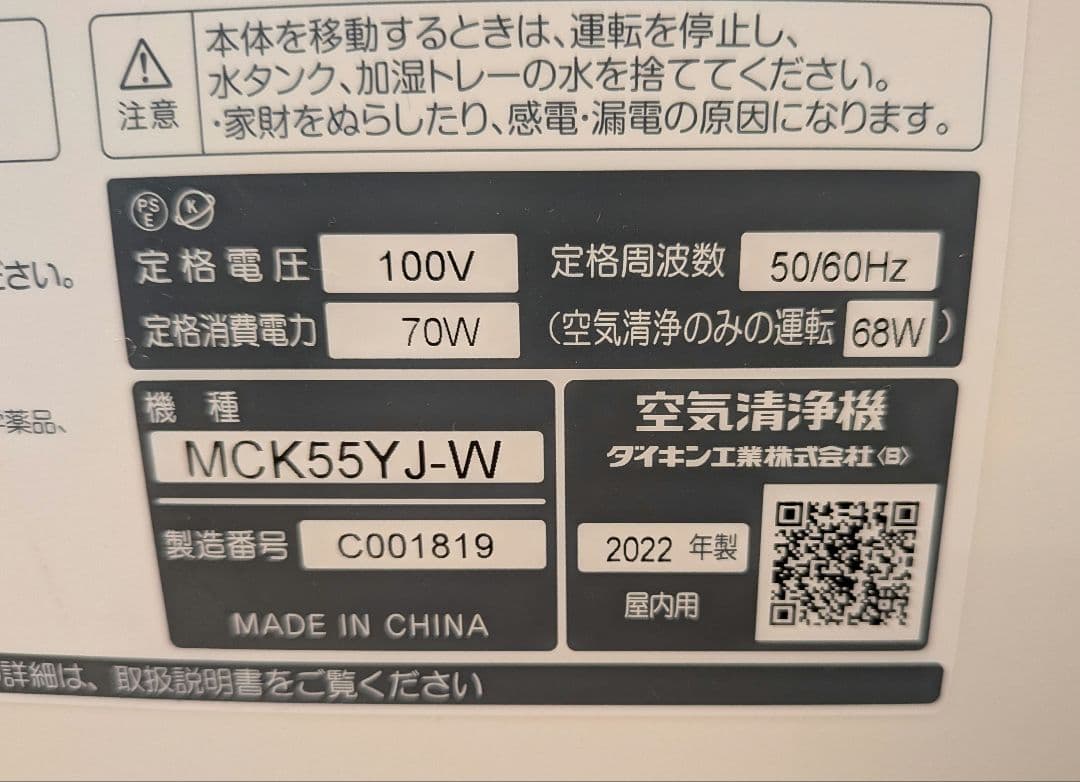 注意
本体を移動するときは、運転を停止し、
水タンク、加湿トレーの水を捨ててください。
・家財をぬらしたり、感電・漏電の原因になります。
ださい。
薬品、
PS
E
K
定格電圧 100V 定格周波数 50/60Hz
定格消費電力 70W (空気清浄のみの運転 68W)
機種
MCK55YJ-W
製造番号 C001819
MADE IN CHINA
空気清浄機
ダイキン工業株式会社〈B〉
2022 年製
屋内用
詳細は、取扱説明書をご覧ください